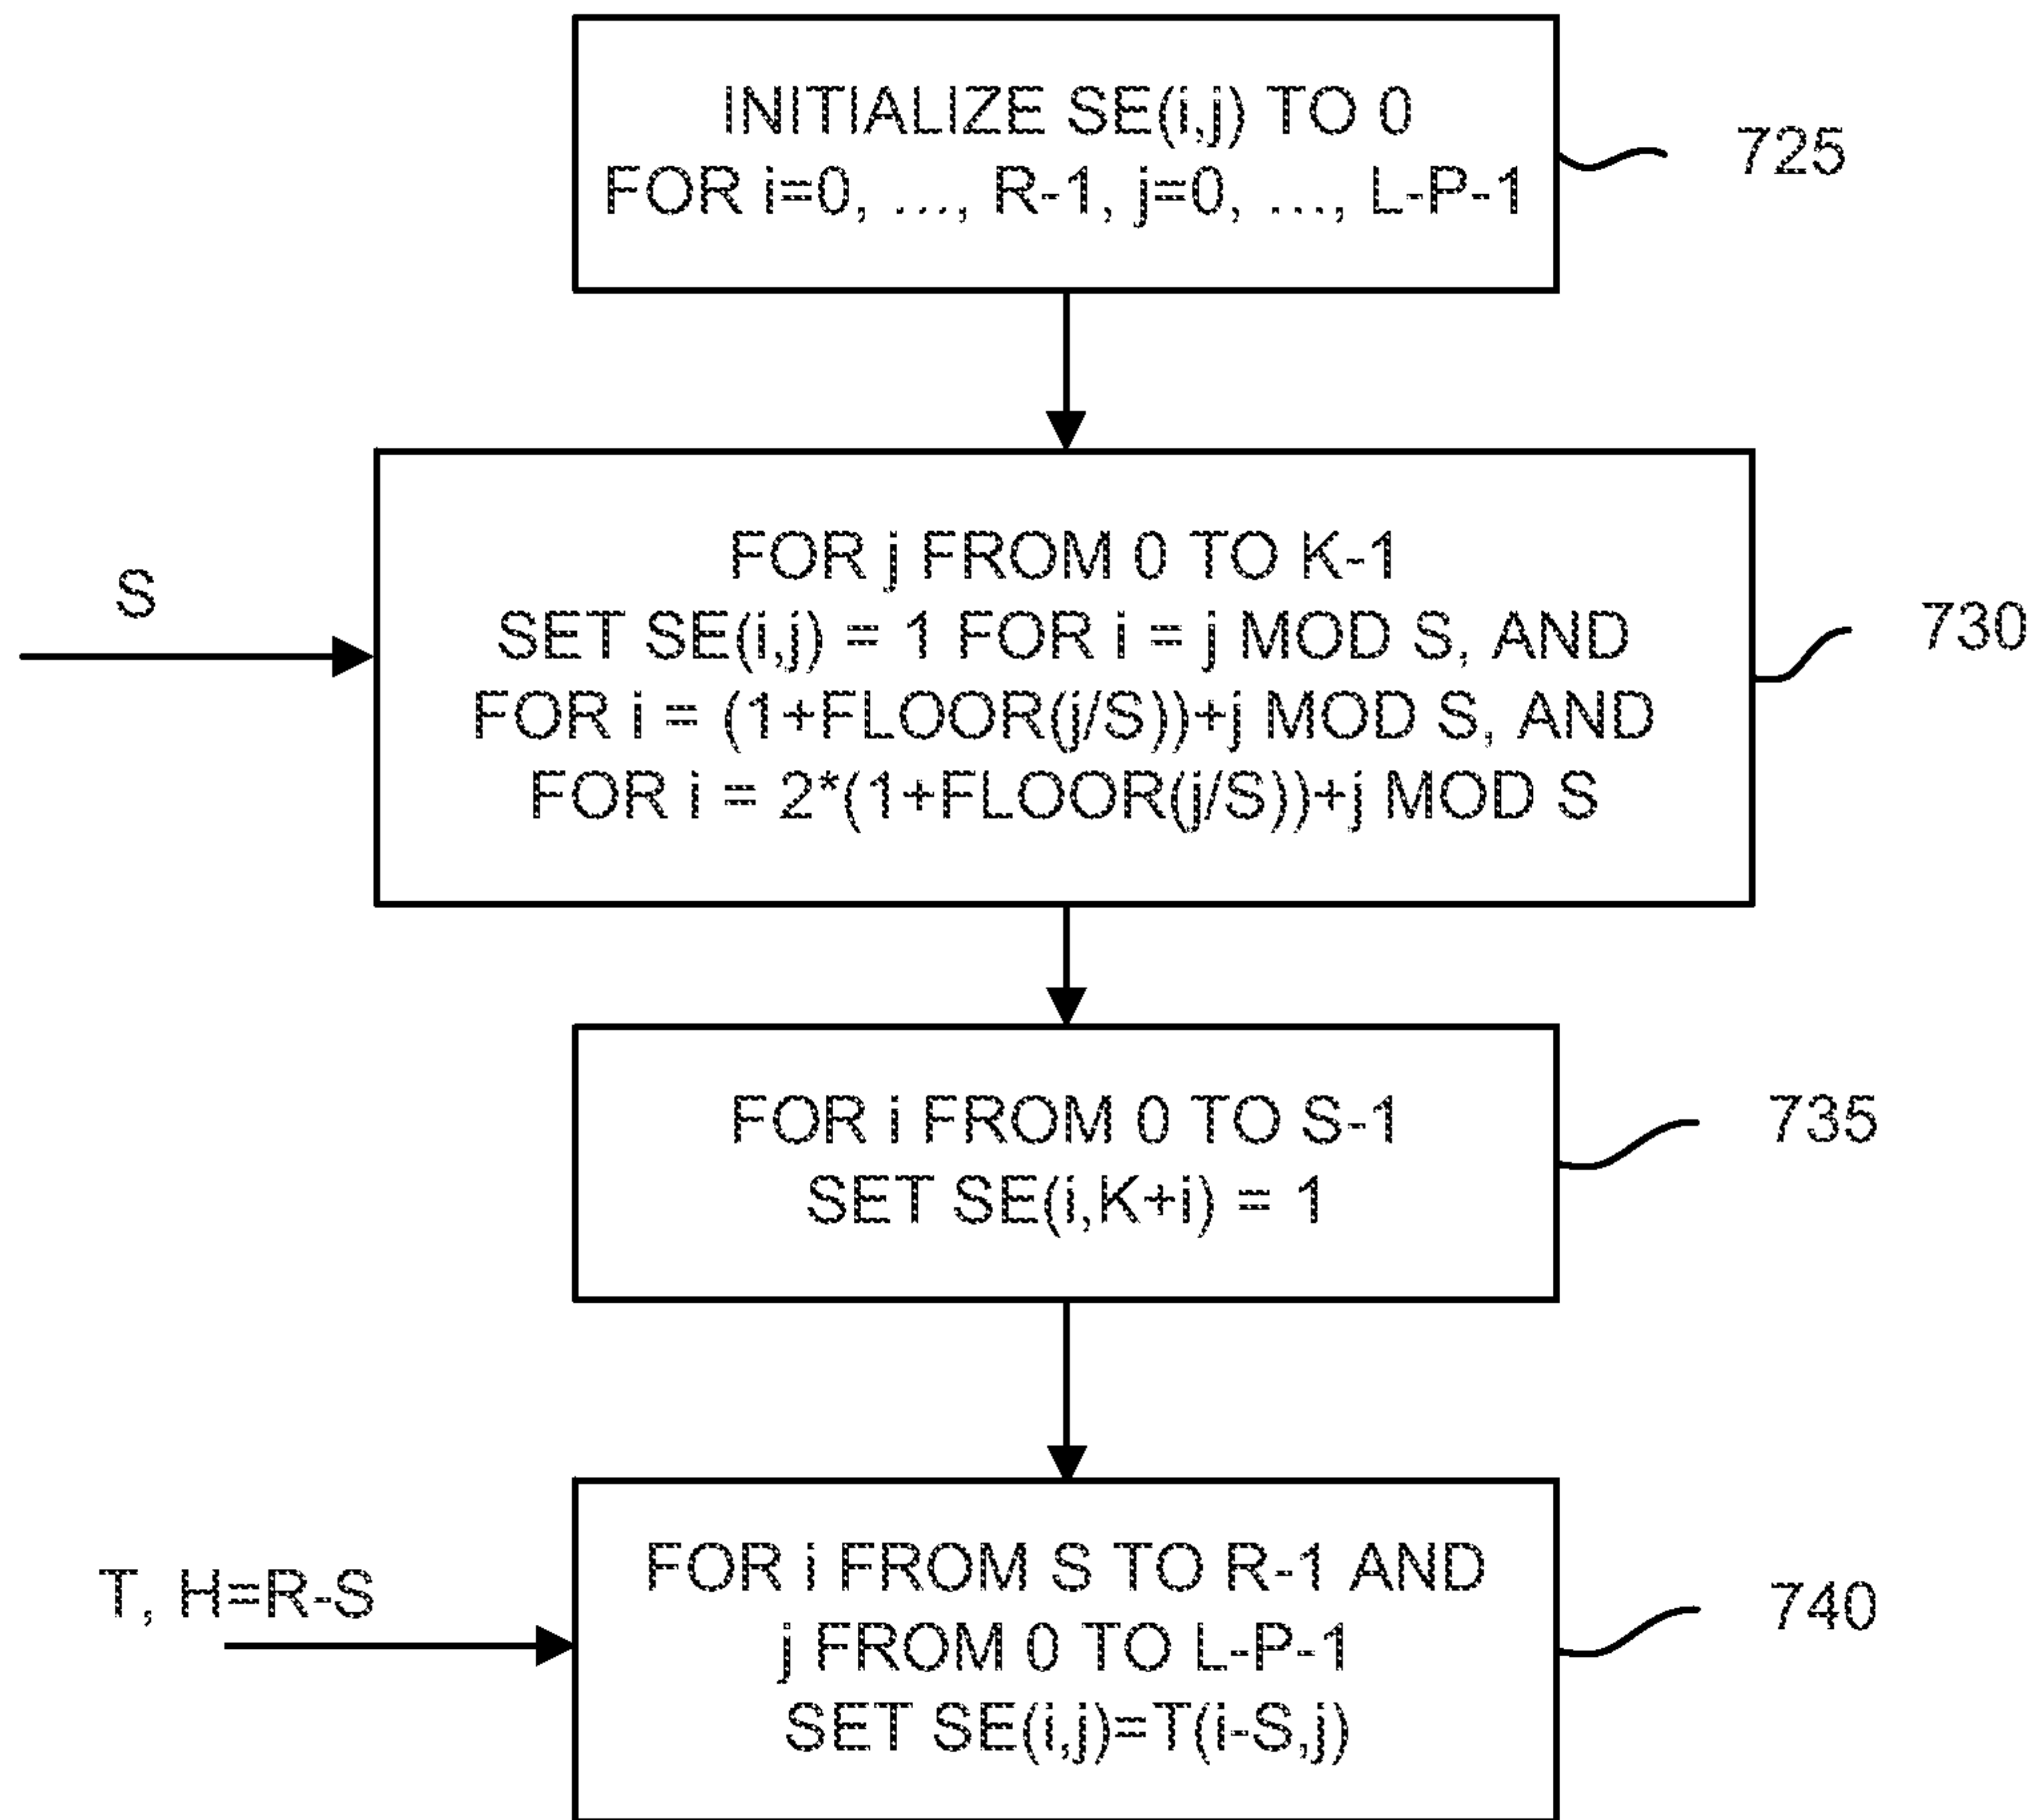 INITIALIZE SE(i,j) TO 0
FOR i=0, ..., R-1, j=0, ..., L-P-1
725
FOR j FROM 0 TO K-1
SET SE(i,j) = 1 FOR i = j MOD S, AND
FOR i = (1+FLOOR(j/S))+j MOD S, AND
FOR i = 2*(1+FLOOR(j/S))+j MOD S
S
730
FOR i FROM 0 TO S-1
SET SE(i,K+i) = 1
735
T, H=R-S
FOR i FROM S TO R-1 AND
j FROM 0 TO L-P-1
SET SE(i,j)=T(i-S,j)
740